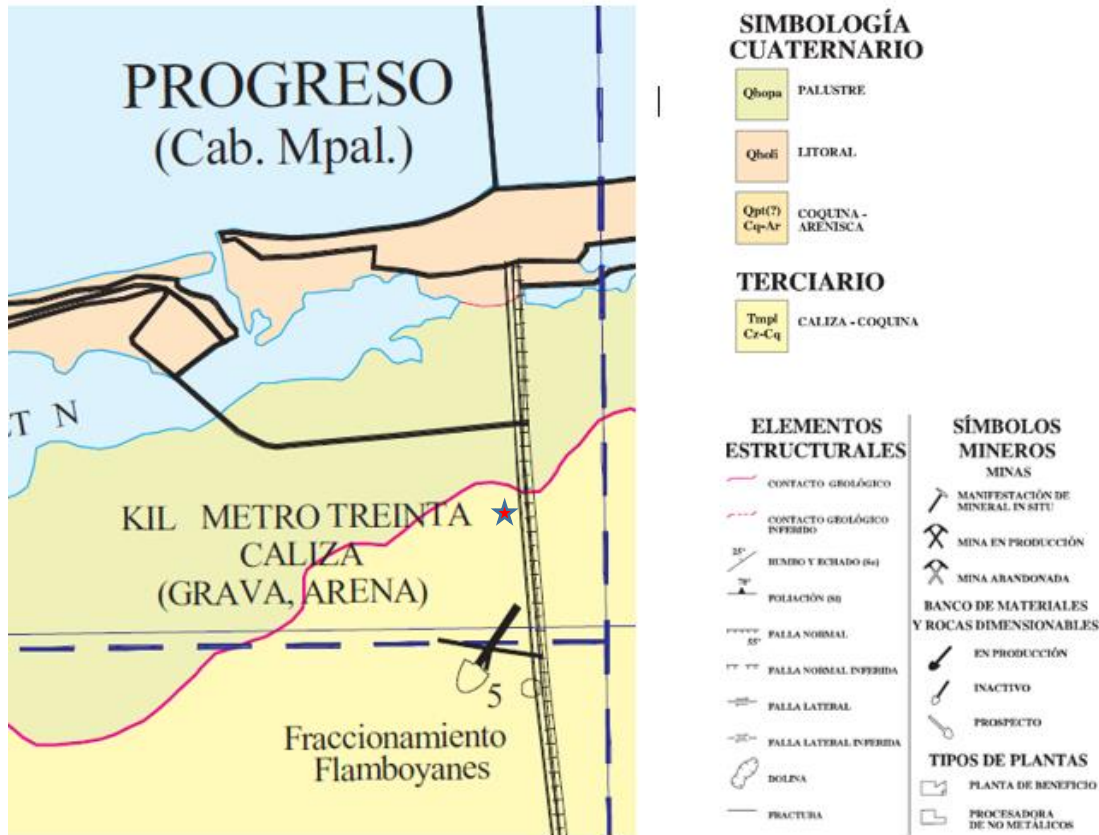 PROGRESO
(Cab. Mpal.)
ET N
KIL METRO TREINTA
CALIZA
(GRAVA, ARENA)
5
Fraccionamiento
Flamboyanes
SIMBOLOGÍA
CUATERNARIO
Qhopa PALUSTRE
Qholi LITORAL
Qpt(?)
Cq-Ar
COQUINA -
ARENISCA
TERCIARIO
Tmpl
Cz-Cq
CALIZA - COQUINA
ELEMENTOS
ESTRUCTURALES
CONTACTO GEOLÓGICO
CONTACTO GEOLÓGICO
INFERIDO
25° RUMBO Y ECHADO (So)
70° FOLIACIÓN (S1)
55° FALLA NORMAL
FALLA NORMAL INFERIDA
FALLA LATERAL
FALLA LATERAL INFERIDA
DOLINA
FRACTURA
SÍMBOLOS
MINEROS
MINAS
MANIFESTACIÓN DE
MINERAL IN SITU
MINA EN PRODUCCIÓN
MINA ABANDONADA
BANCO DE MATERIALES
Y ROCAS DIMENSIONABLES
EN PRODUCCIÓN
INACTIVO
PROSPECTO
TIPOS DE PLANTAS
PLANTA DE BENEFICIO
PROCESADORA
DE NO METÁLICOS